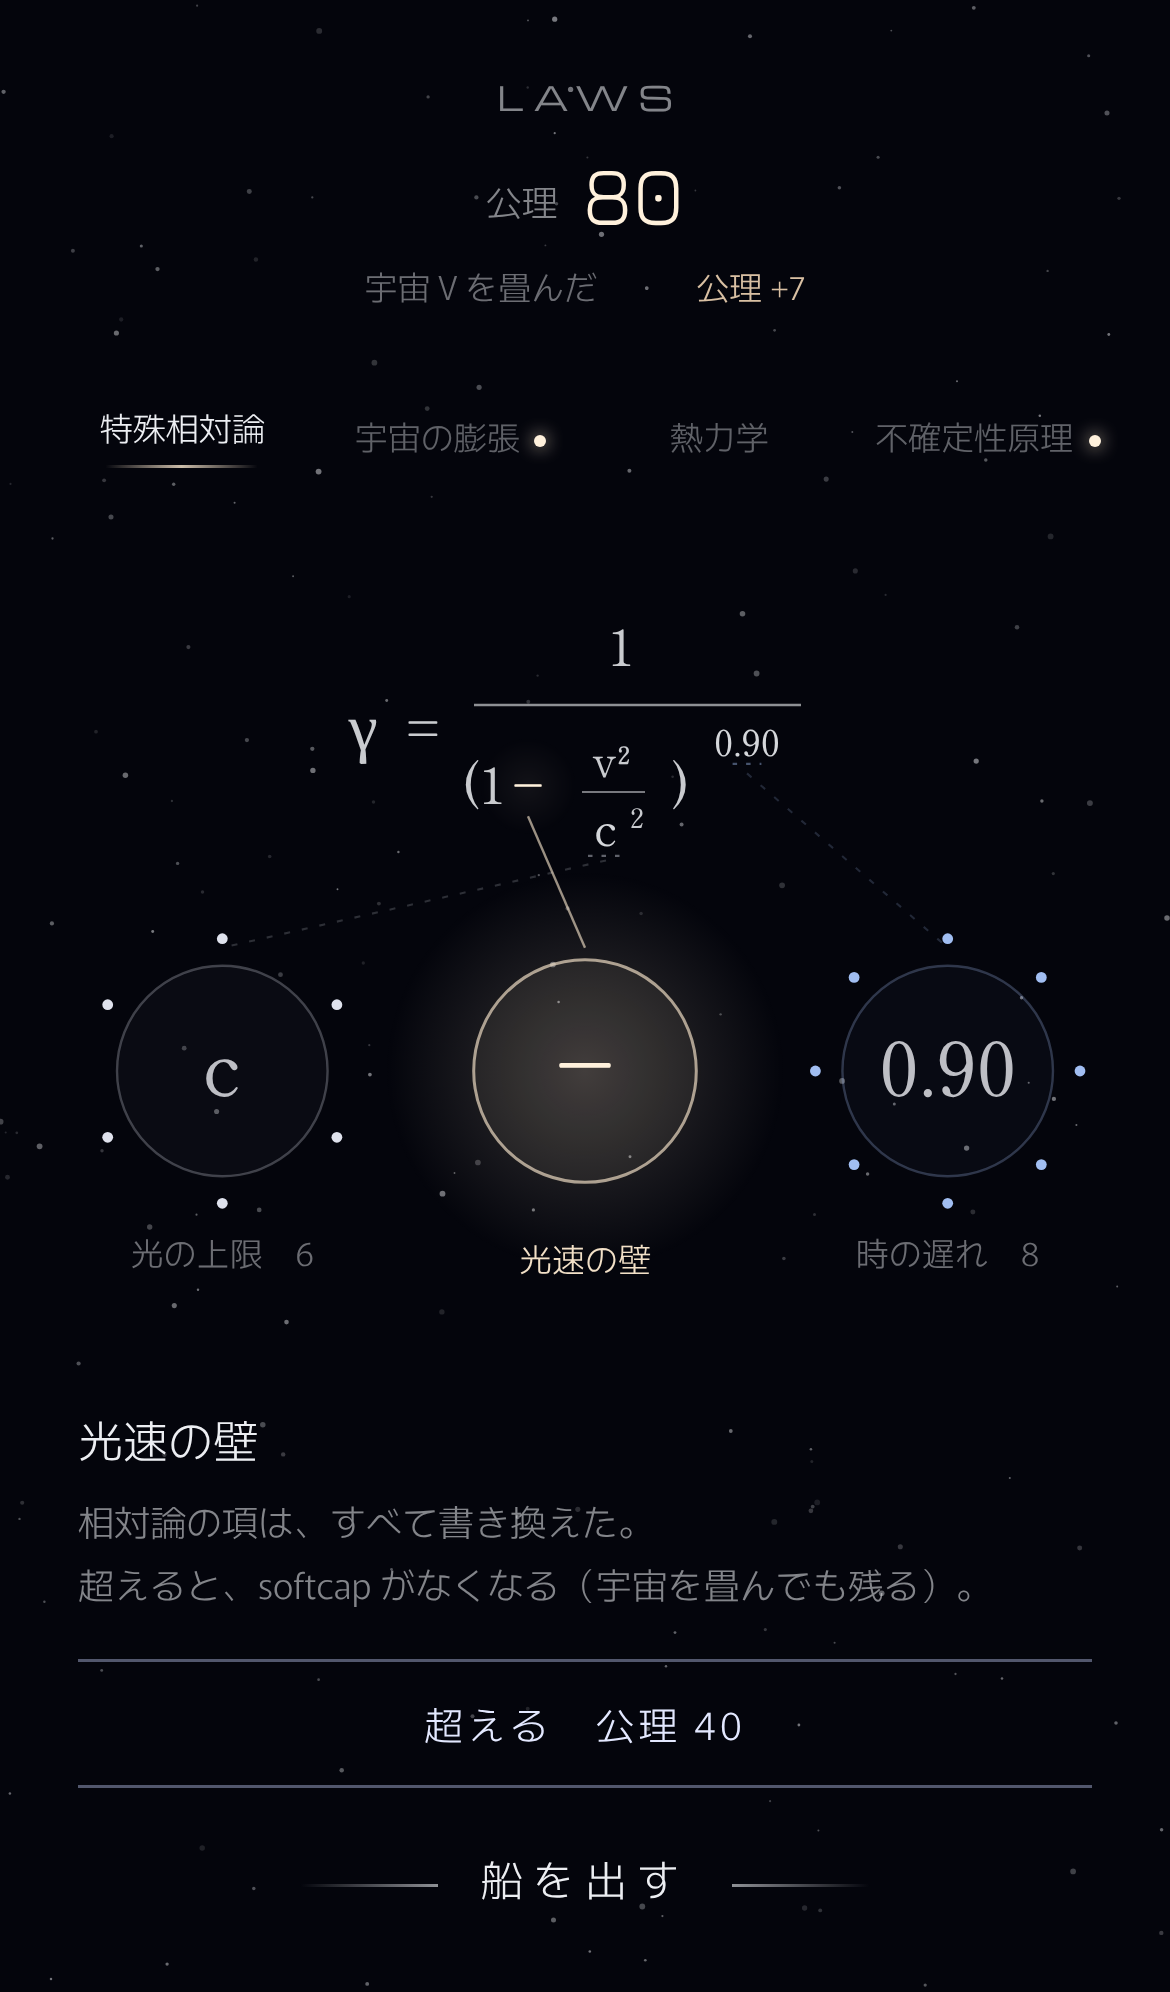 LAWS
公理 80
宇宙 V を畳んだ ・ 公理 +7
特殊相対論 宇宙の膨張 熱力学 不確定性原理
1
γ = (1 − v² / c²)^0.90
c − 0.90
光の上限 6 光速の壁 時の遅れ 8
光速の壁
相対論の項は、すべて書き換えた。
超えると、softcap がなくなる（宇宙を畳んでも残る）。
超える 公理 40
船を出す